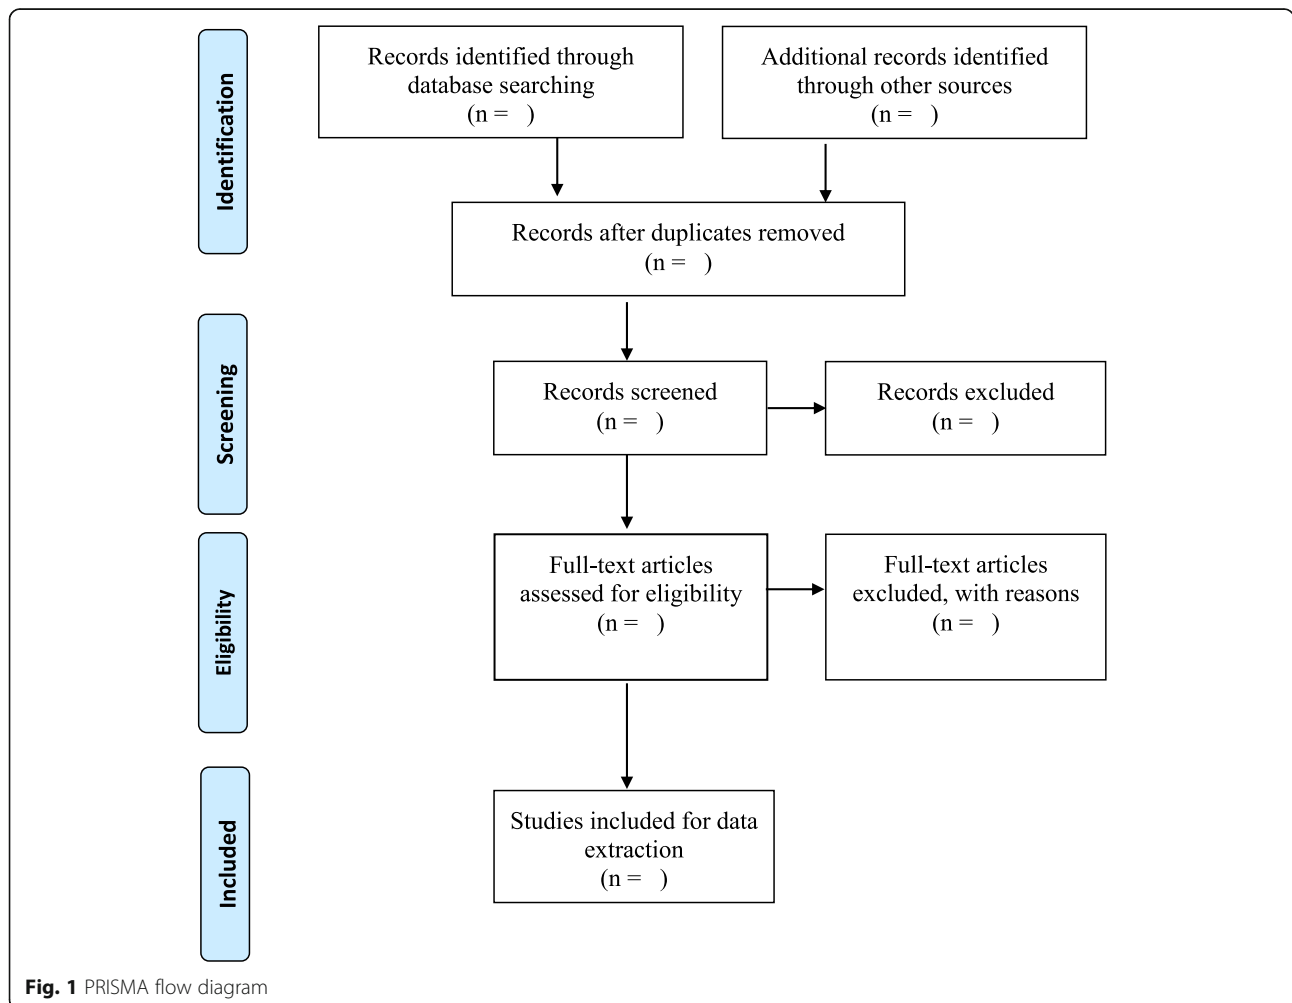 Identification
Records identified through
database searching
(n =   )
Additional records identified
through other sources
(n =   )
Records after duplicates removed
(n =   )
Screening
Records screened
(n =   )
Records excluded
(n =   )
Eligibility
Full-text articles
assessed for eligibility
(n =   )
Full-text articles
excluded, with reasons
(n =   )
Included
Studies included for data
extraction
(n =   )
Fig. 1 PRISMA flow diagram